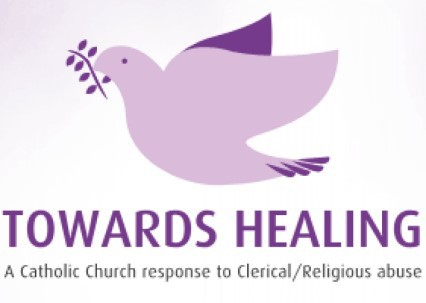 TOWARDS HEALING
A Catholic Church response to Clerical/Religious abuse